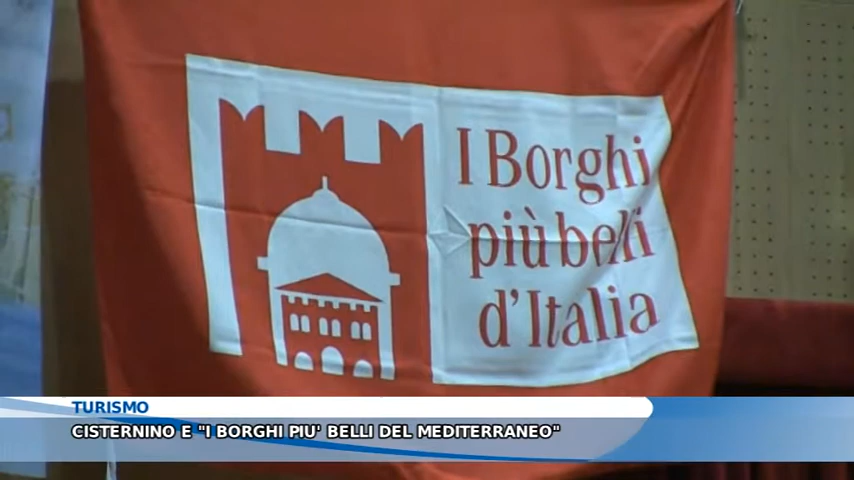 I Borghi
più belli
d'Italia
TURISMO
CISTERNINO E "I BORGHI PIU' BELLI DEL MEDITERRANEO"